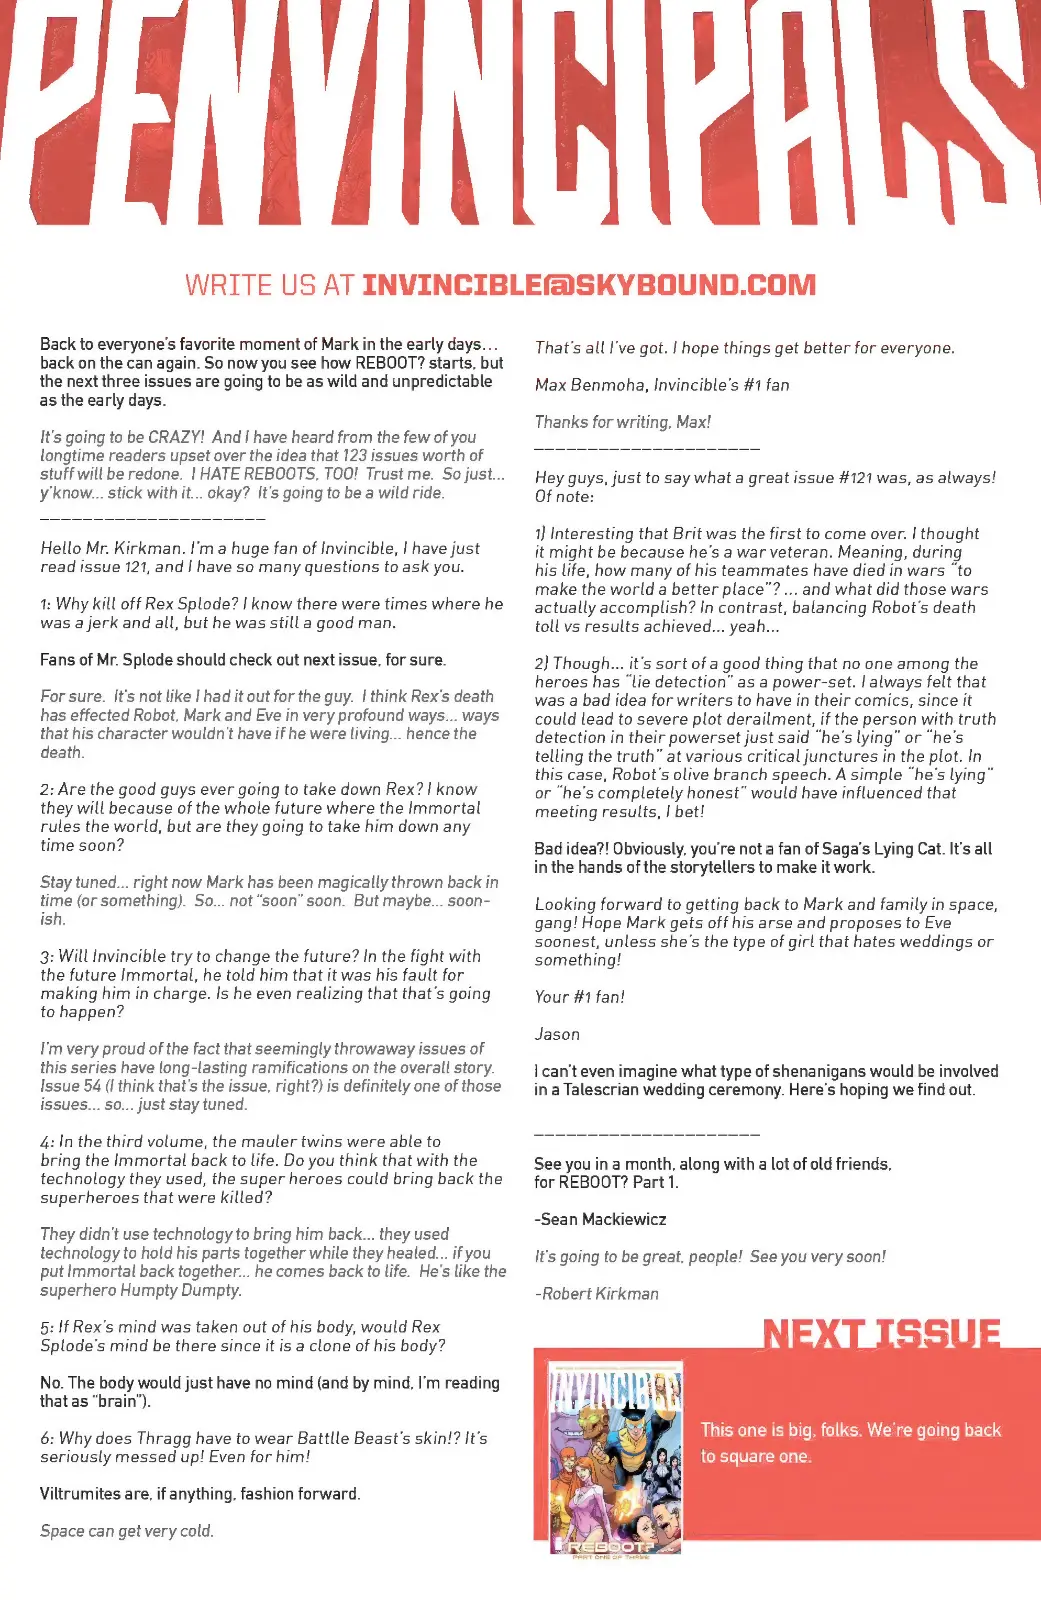 PENVINCIPALS
WRITE US AT INVINCIBLE@SKYBOUND.COM
Back to everyone's favorite moment of Mark in the early days...
back on the can again. So now you see how REBOOT? starts, but
the next three issues are going to be as wild and unpredictable
as the early days.
It's going to be CRAZY! And I have heard from the few of you
longtime readers upset over the idea that 123 issues worth of
stuff will be redone. I HATE REBOOTS, TOO! Trust me. So just...
y'know... stick with it... okay? It's going to be a wild ride.
______________________
Hello Mr. Kirkman. I'm a huge fan of Invincible, I have just
read issue 121, and I have so many questions to ask you.
1: Why kill off Rex Splode? I know there were times where he
was a jerk and all, but he was still a good man.
Fans of Mr. Splode should check out next issue, for sure.
For sure. It's not like I had it out for the guy. I think Rex's death
has effected Robot, Mark and Eve in very profound ways... ways
that his character wouldn't have if he were living... hence the
death.
2: Are the good guys ever going to take down Rex? I know
they will because of the whole future where the Immortal
rules the world, but are they going to take him down any
time soon?
Stay tuned... right now Mark has been magically thrown back in
time (or something). So... not "soon" soon. But maybe... soon-
ish.
3: Will Invincible try to change the future? In the fight with
the future Immortal, he told him that it was his fault for
making him in charge. Is he even realizing that that's going
to happen?
I'm very proud of the fact that seemingly throwaway issues of
this series have long-lasting ramifications on the overall story.
Issue 54 (I think that's the issue, right?) is definitely one of those
issues... so... just stay tuned.
4: In the third volume, the mauler twins were able to
bring the Immortal back to life. Do you think that with the
technology they used, the super heroes could bring back the
superheroes that were killed?
They didn't use technology to bring him back... they used
technology to hold his parts together while they healed... if you
put Immortal back together... he comes back to life. He's like the
superhero Humpty Dumpty.
5: If Rex's mind was taken out of his body, would Rex
Splode's mind be there since it is a clone of his body?
No. The body would just have no mind (and by mind, I'm reading
that as "brain").
6: Why does Thragg have to wear Battlle Beast's skin!? It's
seriously messed up! Even for him!
Viltrumites are, if anything, fashion forward.
Space can get very cold.
That's all I've got. I hope things get better for everyone.
Max Benmoha, Invincible's #1 fan
Thanks for writing, Max!
______________________
Hey guys, just to say what a great issue #121 was, as always!
Of note:
1) Interesting that Brit was the first to come over. I thought
it might be because he's a war veteran. Meaning, during
his life, how many of his teammates have died in wars "to
make the world a better place"? ... and what did those wars
actually accomplish? In contrast, balancing Robot's death
toll vs results achieved... yeah...
2) Though... it's sort of a good thing that no one among the
heroes has "lie detection" as a power-set. I always felt that
was a bad idea for writers to have in their comics, since it
could lead to severe plot derailment, if the person with truth
detection in their powerset just said "he's lying" or "he's
telling the truth" at various critical junctures in the plot. In
this case, Robot's olive branch speech. A simple "he's lying"
or "he's completely honest" would have influenced that
meeting results, I bet!
Bad idea?! Obviously, you're not a fan of Saga's Lying Cat. It's all
in the hands of the storytellers to make it work.
Looking forward to getting back to Mark and family in space,
gang! Hope Mark gets off his arse and proposes to Eve
soonest, unless she's the type of girl that hates weddings or
something!
Your #1 fan!
Jason
I can't even imagine what type of shenanigans would be involved
in a Talescrian wedding ceremony. Here's hoping we find out.
______________________
See you in a month, along with a lot of old friends,
for REBOOT? Part 1.
-Sean Mackiewicz
It's going to be great, people! See you very soon!
-Robert Kirkman
NEXT ISSUE
INVINCIBLE
REBOOT?
PART ONE OF THREE
This one is big, folks. We're going back
to square one.